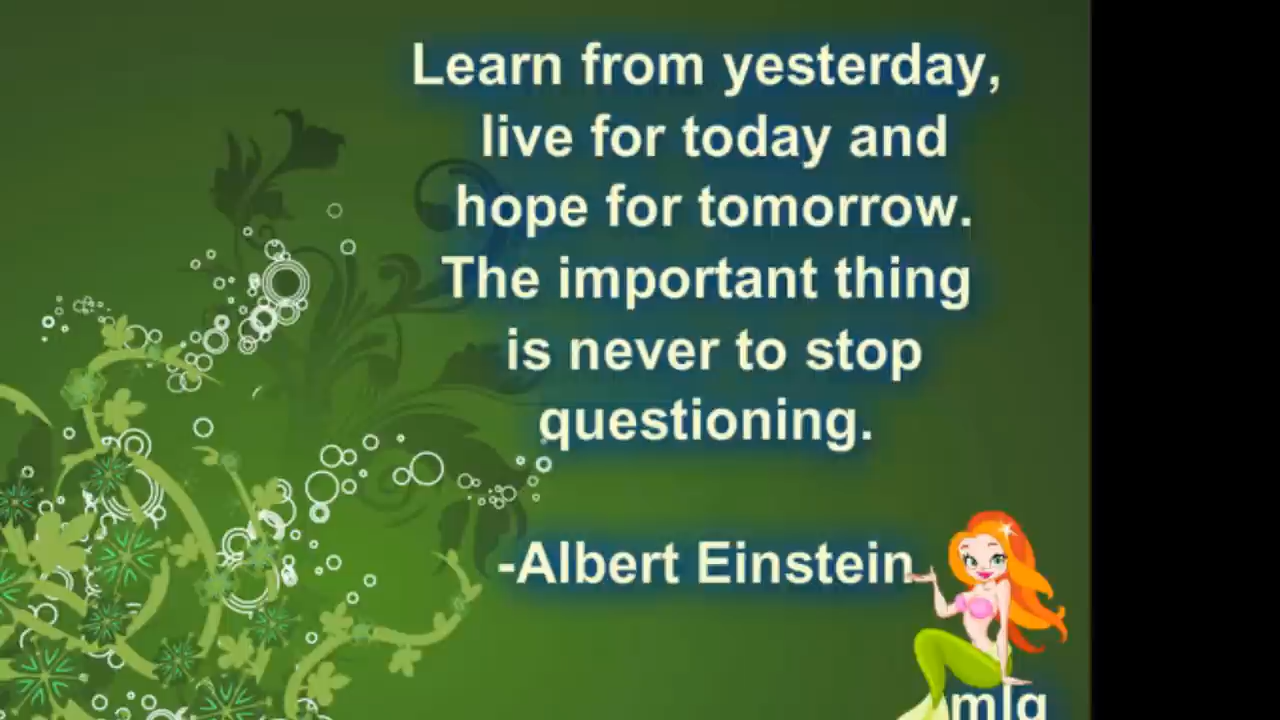 Learn from yesterday,
live for today and
hope for tomorrow.
The important thing
is never to stop
questioning.
-Albert Einstein
mlg